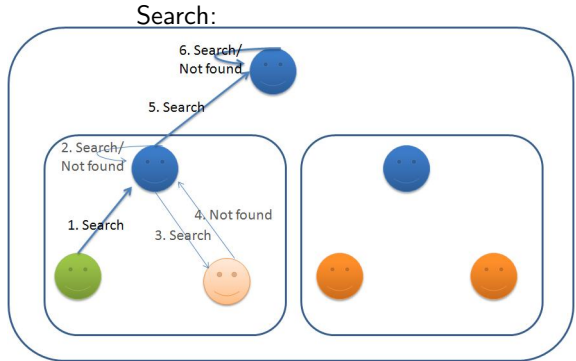 Search:
6. Search/
Not found
5. Search
2. Search/
Not found
4. Not found
1. Search
3. Search